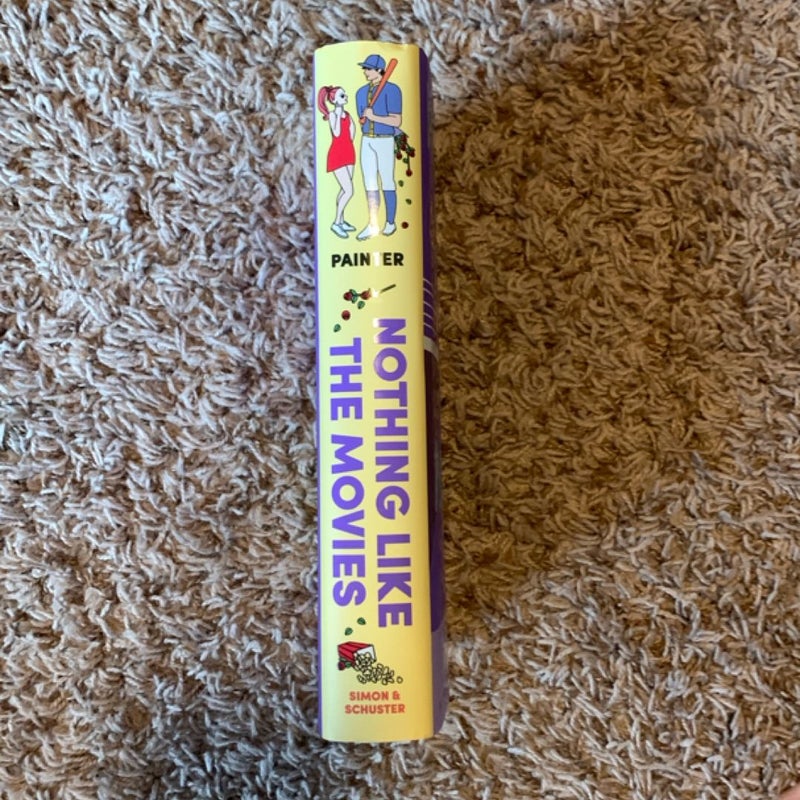 PAINTER
NOTHING LIKE
THE MOVIES
SIMON &
SCHUSTER